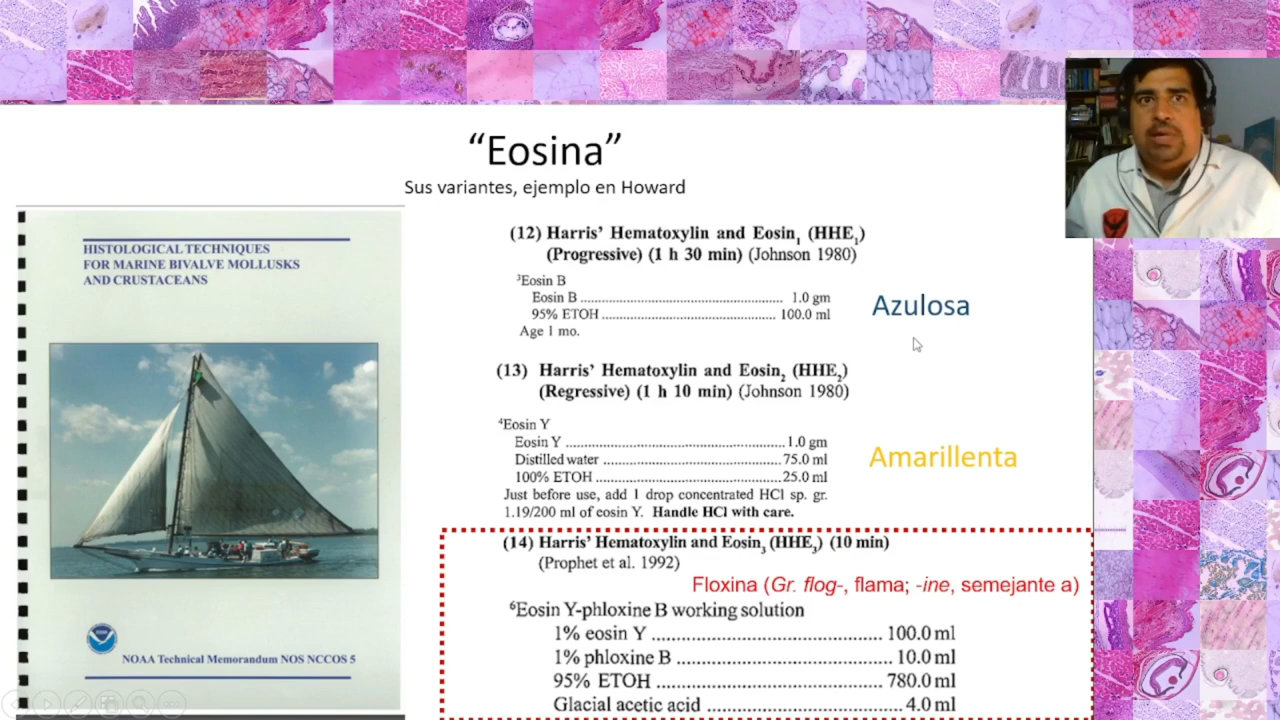 “Eosina”
Sus variantes, ejemplo en Howard
HISTOLOGICAL TECHNIQUES
FOR MARINE BIVALVE MOLLUSKS
AND CRUSTACEANS
NOAA Technical Memorandum NOS NCCOS 5
(12) Harris’ Hematoxylin and Eosin₁ (HHE₁)
(Progressive) (1 h 30 min) (Johnson 1980)
³Eosin B
Eosin B ........................................................ 1.0 gm
95% ETOH ................................................ 100.0 ml
Age 1 mo.
Azulosa
(13) Harris’ Hematoxylin and Eosin₂ (HHE₂)
(Regressive) (1 h 10 min) (Johnson 1980)
⁴Eosin Y
Eosin Y ............................................................ 1.0 gm
Distilled water ................................................ 75.0 ml
100% ETOH .................................................... 25.0 ml
Just before use, add 1 drop concentrated HCl sp. gr.
1.19/200 ml of eosin Y. Handle HCl with care.
Amarillenta
(14) Harris’ Hematoxylin and Eosin₃ (HHE₃) (10 min)
(Prophet et al. 1992)
Floxina (Gr. flog-, flama; -ine, semejante a)
⁶Eosin Y-phloxine B working solution
1% eosin Y .......................................... 100.0 ml
1% phloxine B ...................................... 10.0 ml
95% ETOH .......................................... 780.0 ml
Glacial acetic acid .................................... 4.0 ml